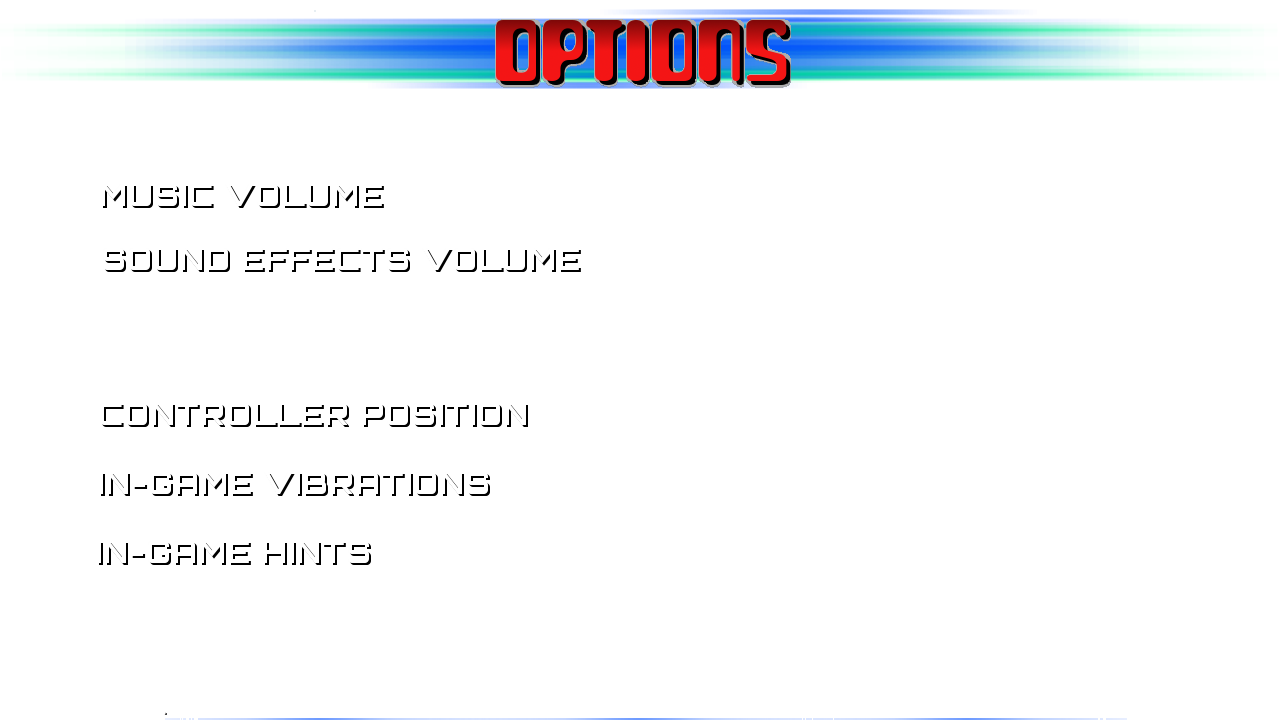 OPTIONS
MUSIC VOLUME
SOUND EFFECTS VOLUME
CONTROLLER POSITION
IN-GAME VIBRATIONS
IN-GAME HINTS